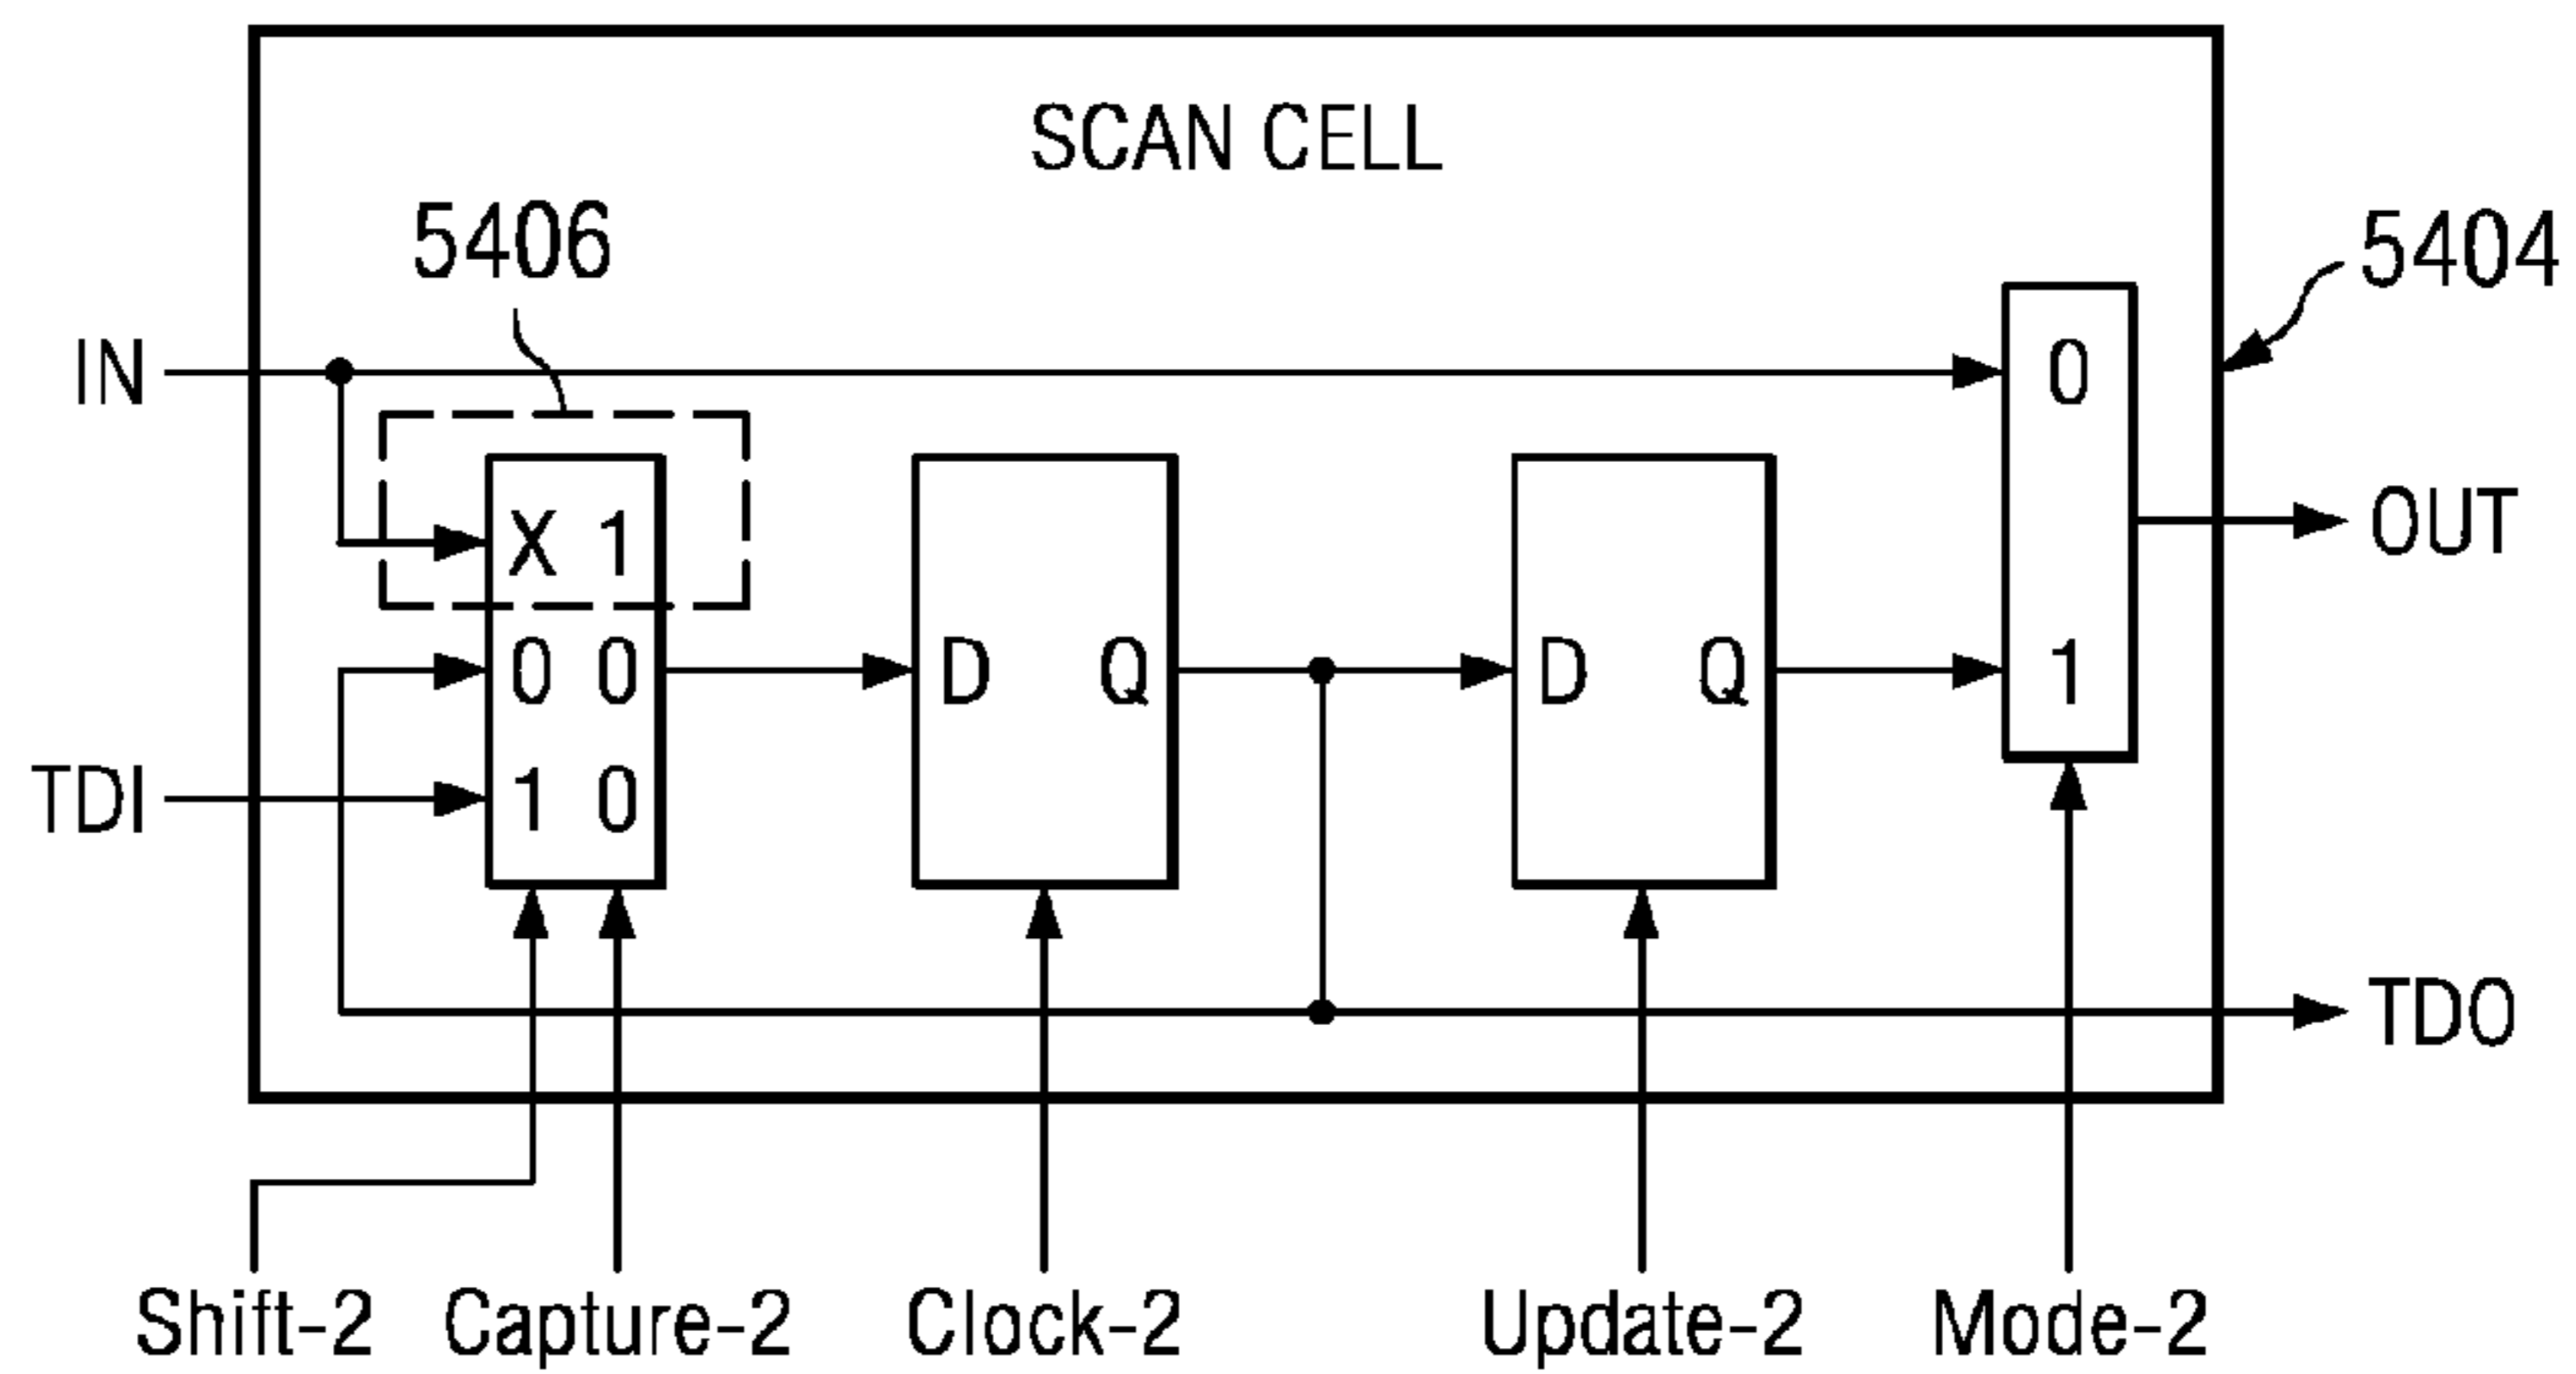 SCAN CELL
5406
5404
IN
0
X 1
OUT
0 0
D Q
D Q
1
TDI
1 0
TDO
Shift-2
Capture-2
Clock-2
Update-2
Mode-2